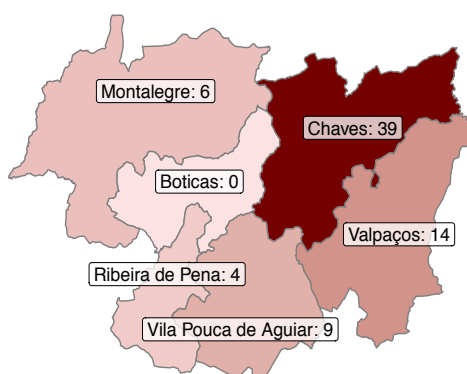 Montalegre: 6
Chaves: 39
Boticas: 0
Valpaços: 14
Ribeira de Pena: 4
Vila Pouca de Aguiar: 9